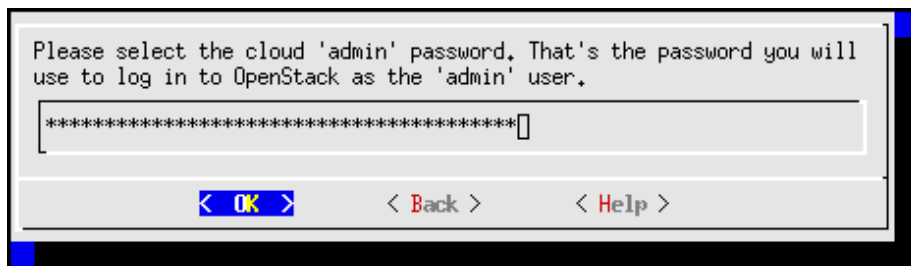 Please select the cloud 'admin' password. That's the password you will
use to log in to OpenStack as the 'admin' user.
****************************************
< OK > < Back > < Help >